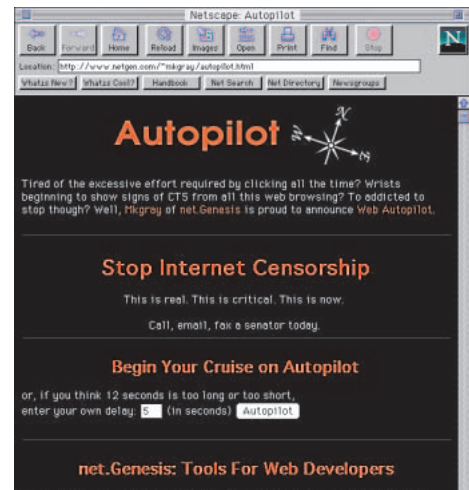 Netscape: Autopilot
Back Forward Home Reload Images Open Print Find Stop
N
Location: http://www.netgen.com/~mkgray/autopilot.html
What's New? What's Cool? Handbook Net Search Net Directory Newsgroups
Autopilot
N
W
S
Tired of the excessive effort required by clicking all the time? Wrists
beginning to show signs of CTS from all this web browsing? To addicted to
stop though? Well, Mkgray of net.Genesis is proud to announce Web Autopilot.
Stop Internet Censorship
This is real. This is critical. This is now.
Call, email, fax a senator today.
Begin Your Cruise on Autopilot
or, if you think 12 seconds is too long or too short,
enter your own delay: 5 (in seconds) Autopilot
net.Genesis: Tools For Web Developers